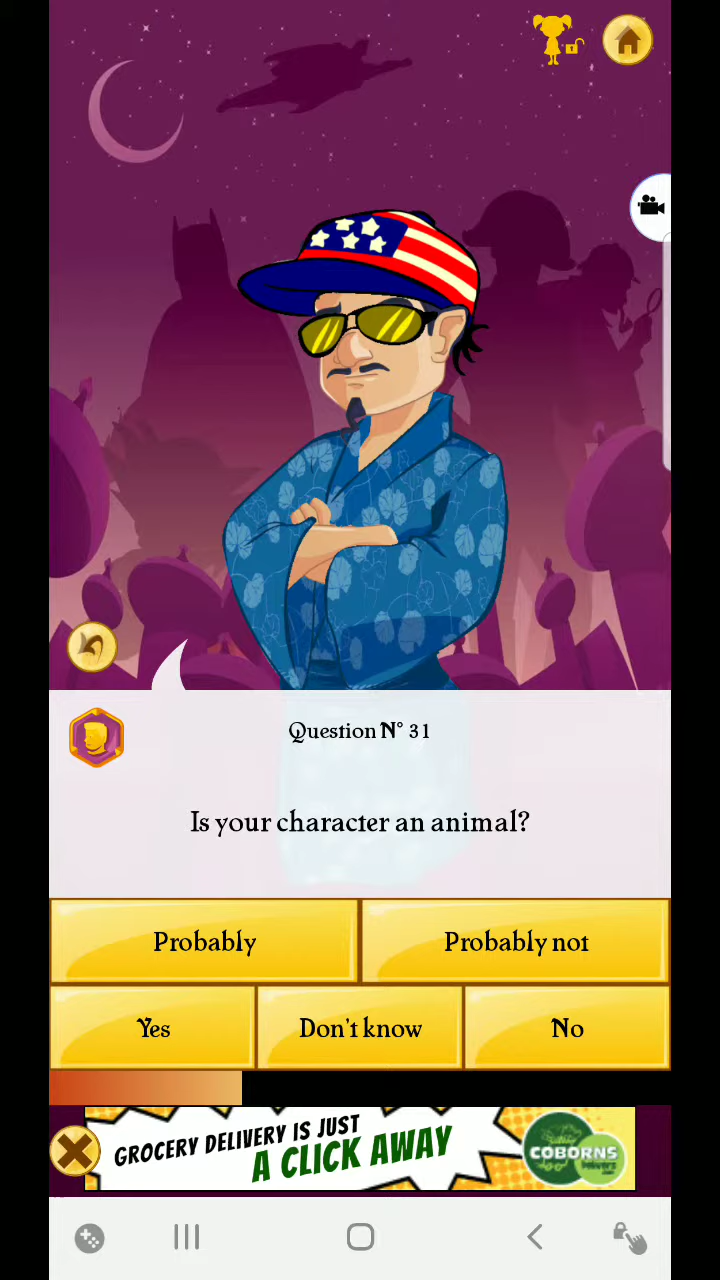 Question N° 31
Is your character an animal?
Probably
Probably not
Yes
Don't know
No
GROCERY DELIVERY IS JUST
A CLICK AWAY
COBORNS